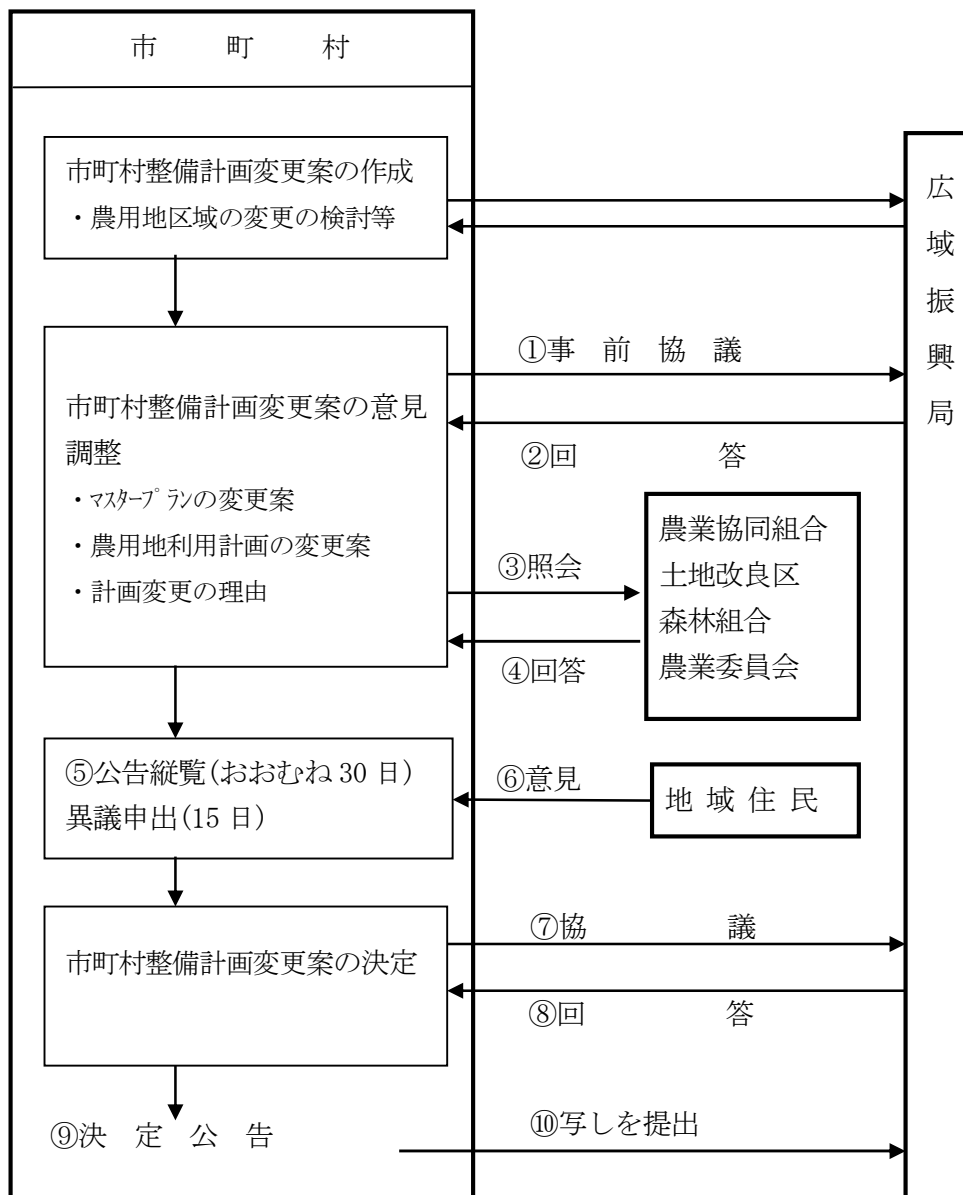 市　町　村
市町村整備計画変更案の作成
・農用地区域の変更の検討等
広域振興局
①事　前　協　議
市町村整備計画変更案の意見
調整
・ﾏｽﾀｰﾌﾟﾗﾝの変更案
・農用地利用計画の変更案
・計画変更の理由
②回　答
農業協同組合
土地改良区
森林組合
農業委員会
③照会
④回答
⑤公告縦覧(おおむね 30 日)
異議申出(15 日)
⑥意見
地 域 住 民
市町村整備計画変更案の決定
⑦協　議
⑧回　答
⑨決　定　公　告
⑩写しを提出